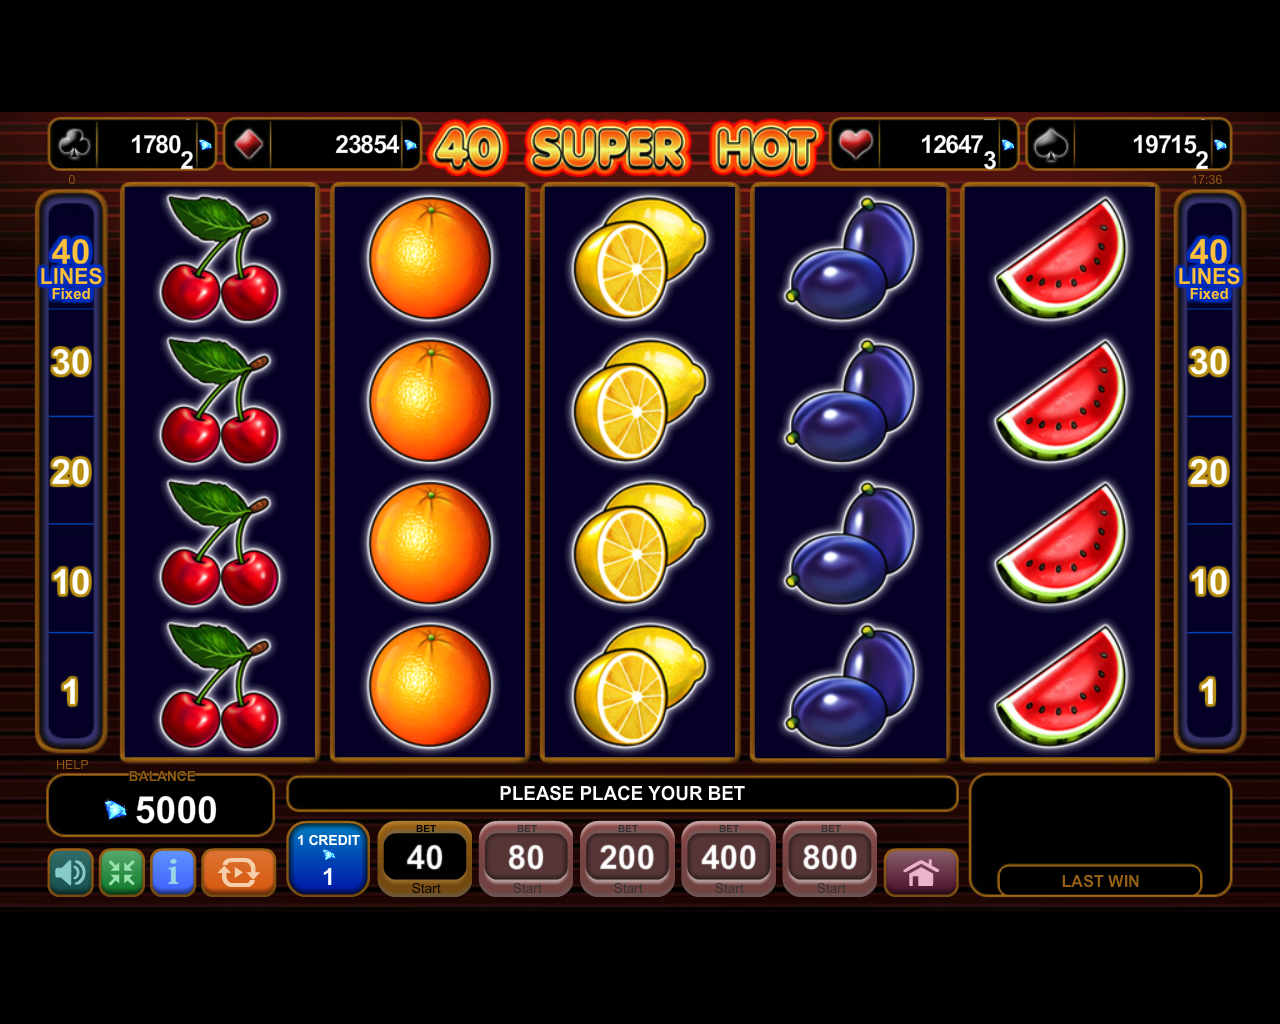 1780 2
23854
40 SUPER HOT
12647 3
19715 2
0
17:36
40
LINES
Fixed
30
20
10
1
40
LINES
Fixed
30
20
10
1
HELP
BALANCE
5000
PLEASE PLACE YOUR BET
1 CREDIT
1
BET
40
Start
BET
80
Start
BET
200
Start
BET
400
Start
BET
800
Start
i
LAST WIN